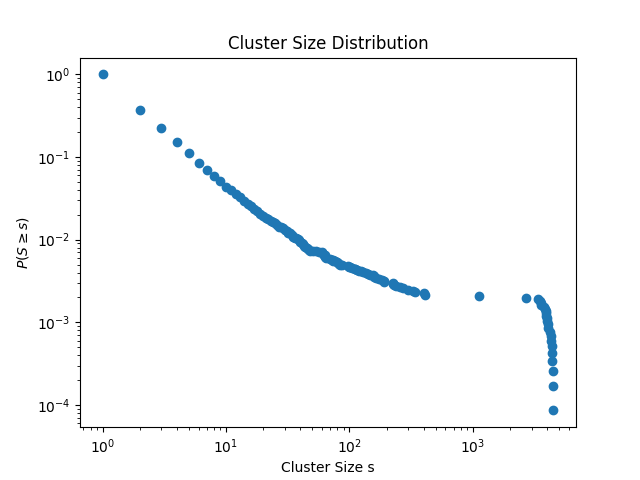 Cluster Size Distribution
10⁰
10⁻¹
10⁻²
10⁻³
10⁻⁴
P(S ≥ s)
10⁰ 10¹ 10² 10³
Cluster Size s